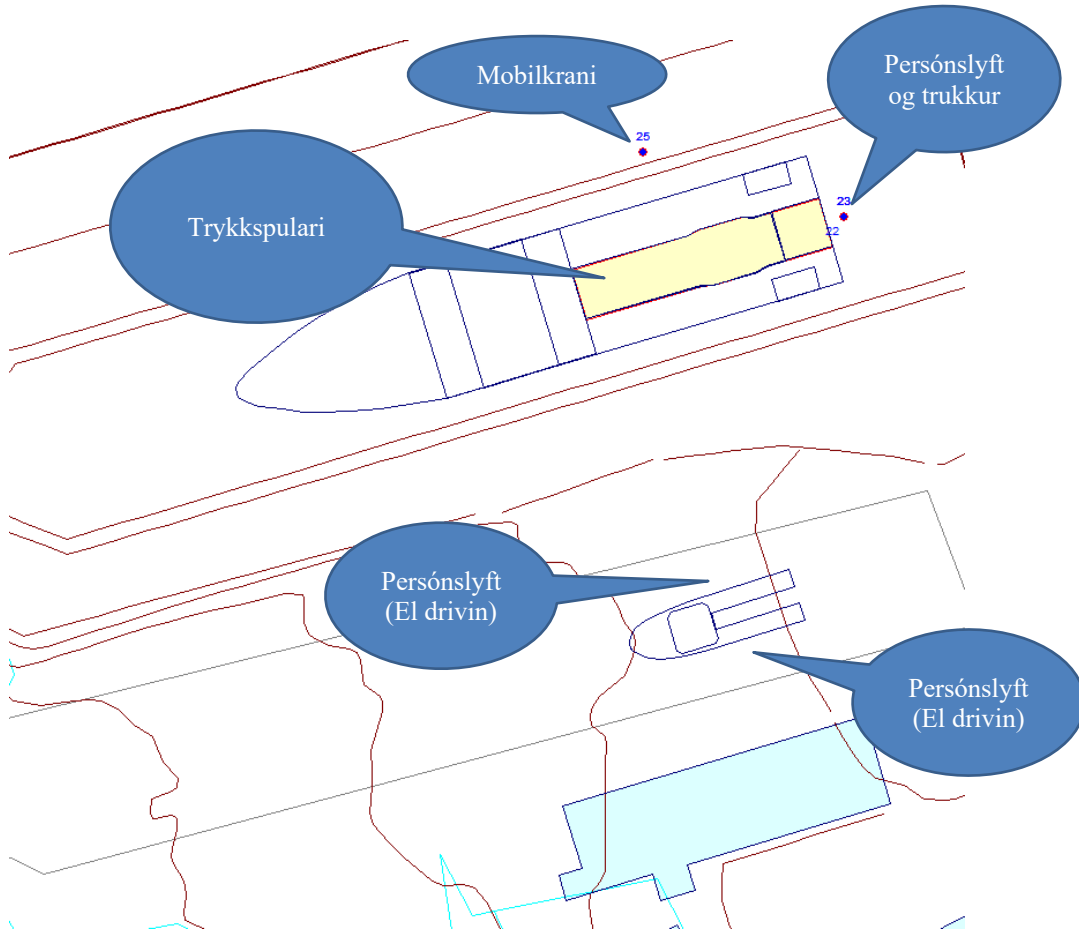 Mobilkrani
Persónslyft
og trukkur
25
Trykkspulari
23
22
Persónslyft
(El drivin)
Persónslyft
(El drivin)